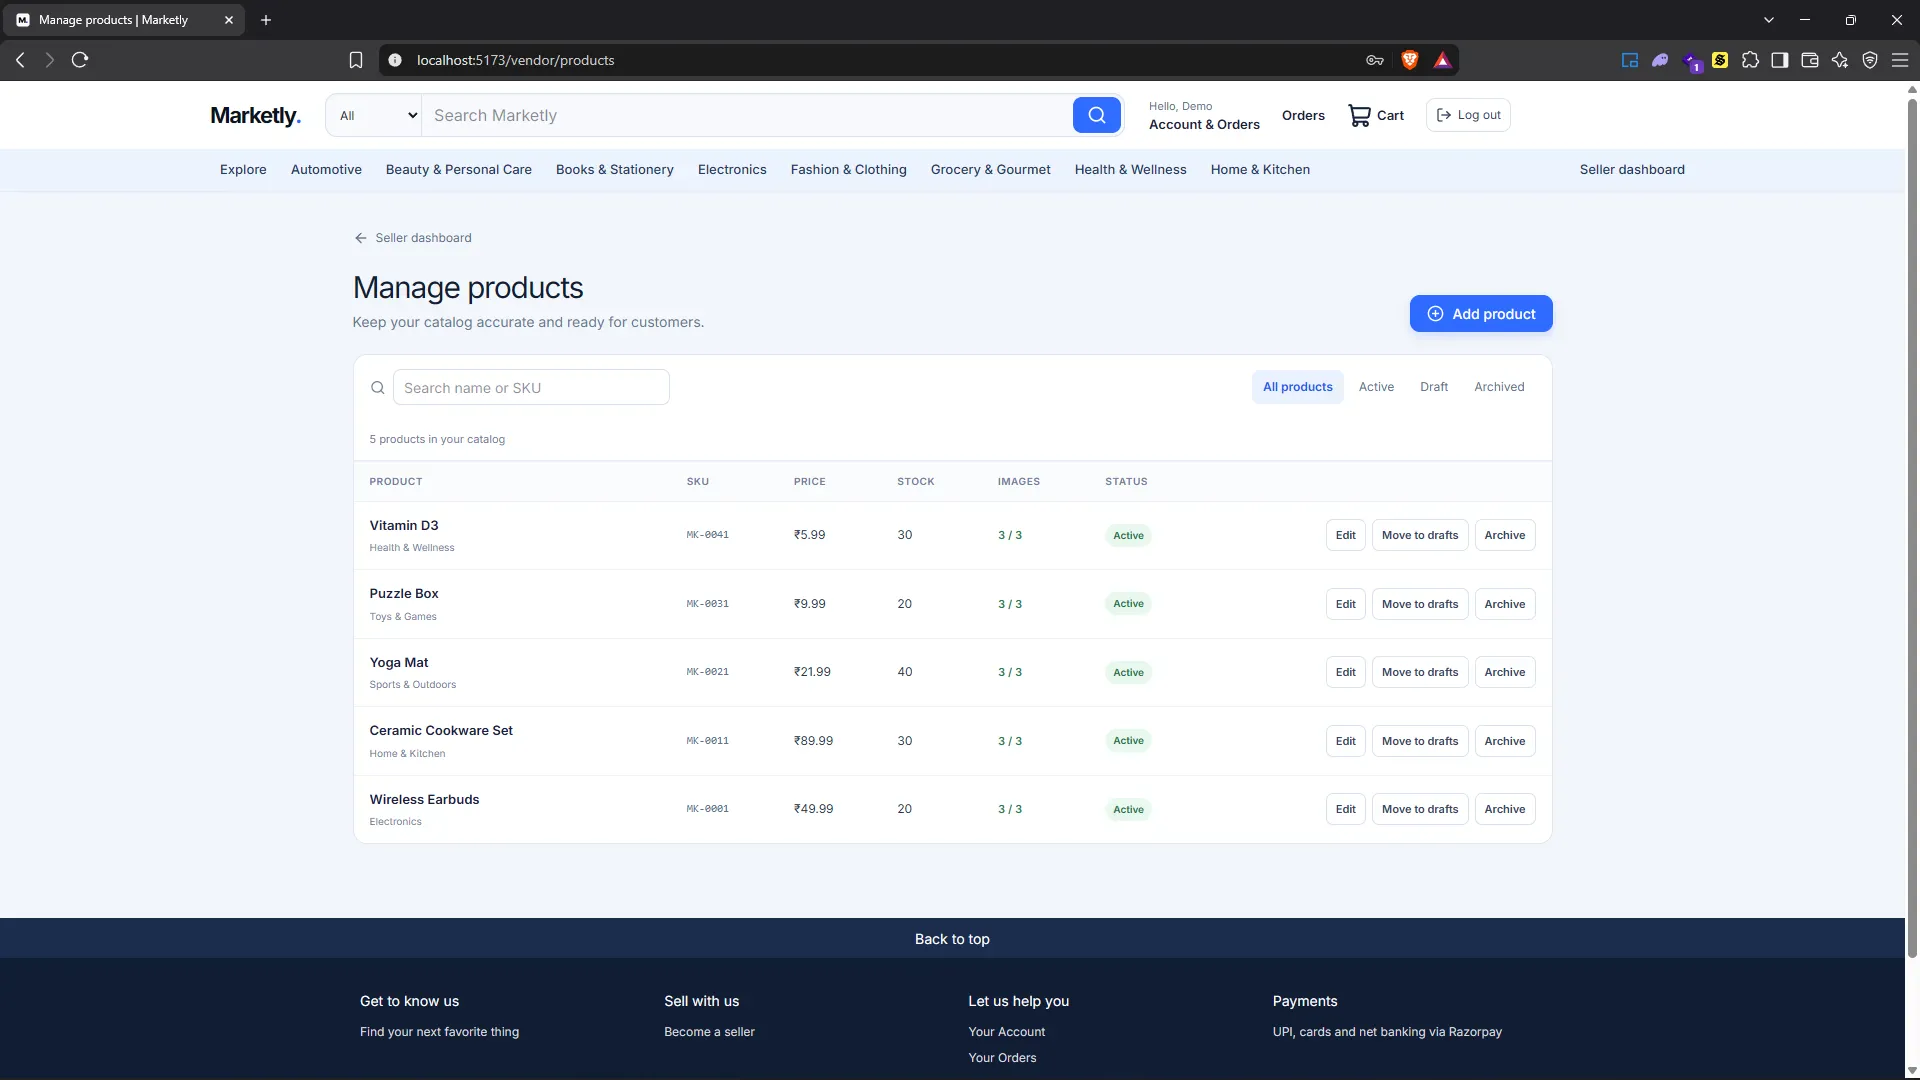 Manage products | Marketly
localhost:5173/vendor/products
1
Marketly.
All
Search Marketly
Hello, Demo
Account & Orders
Orders
Cart
Log out
Explore
Automotive
Beauty & Personal Care
Books & Stationery
Electronics
Fashion & Clothing
Grocery & Gourmet
Health & Wellness
Home & Kitchen
Seller dashboard
Seller dashboard
Manage products
Keep your catalog accurate and ready for customers.
Add product
Search name or SKU
All products
Active
Draft
Archived
5 products in your catalog
PRODUCT SKU PRICE STOCK IMAGES STATUS
Vitamin D3
Health & Wellness
MK-0041 ₹5.99 30 3 / 3 Active Edit Move to drafts Archive
Puzzle Box
Toys & Games
MK-0031 ₹9.99 20 3 / 3 Active Edit Move to drafts Archive
Yoga Mat
Sports & Outdoors
MK-0021 ₹21.99 40 3 / 3 Active Edit Move to drafts Archive
Ceramic Cookware Set
Home & Kitchen
MK-0011 ₹89.99 30 3 / 3 Active Edit Move to drafts Archive
Wireless Earbuds
Electronics
MK-0001 ₹49.99 20 3 / 3 Active Edit Move to drafts Archive
Back to top
Get to know us
Find your next favorite thing
Sell with us
Become a seller
Let us help you
Your Account
Your Orders
Payments
UPI, cards and net banking via Razorpay